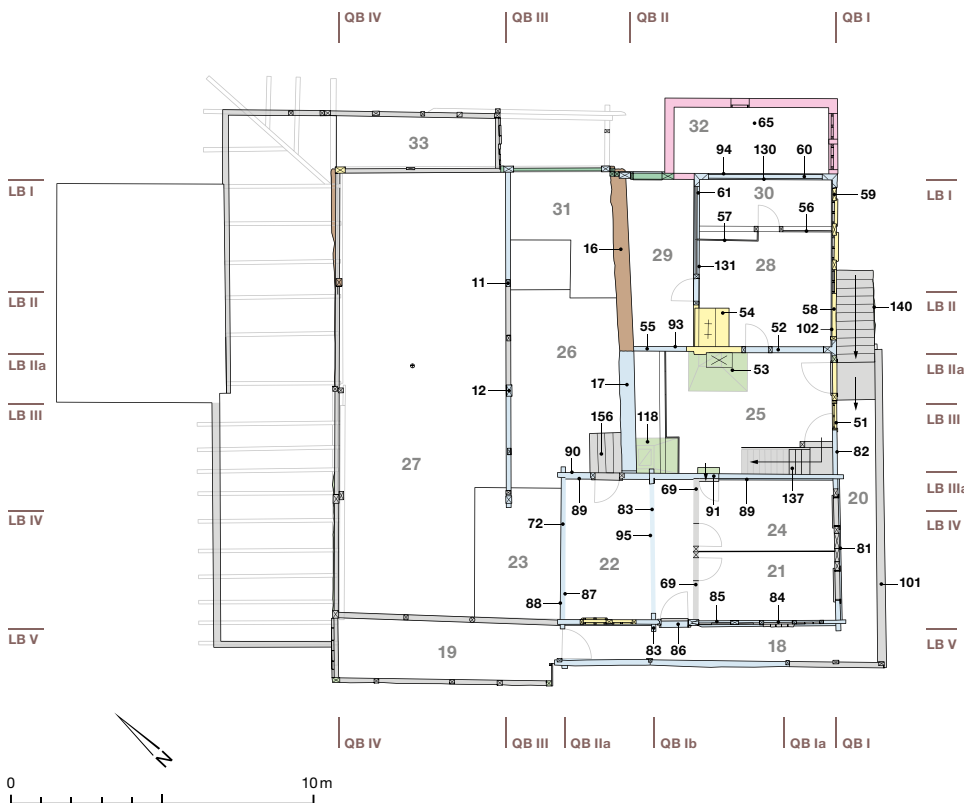 QB IV QB III QB II QB I
32 65
33
94 130 60
LB I LB I
61 30 59
57 56
31
16 29 131 28
11
LB II 54 58 140 LB II
102
55 93 52
LB IIa 26 53 LB IIa
12 17
LB III 156 118 25 51 LB III
82
27
90
89 69 91 89 137 20 LB IIIa
83
LB IV 72 24 LB IV
95 81
23 22 21
87 69 101
88 85 84
LB V 19 83 86 18 LB V
QB IV QB III QB IIa QB Ib QB Ia QB I
N
0 10 m